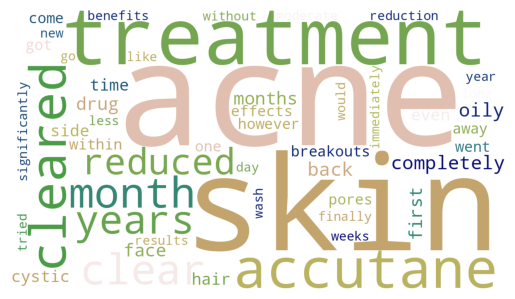 come benefits without moderate reduction
new treatment
got
go like
cleared acne
time year
drug months
significantly less effects would immediately even oily
side however away
within one breakouts went
reduced back completely
month day
years skin wash pores first
tried finally
face results weeks
cystic clear hair accutane